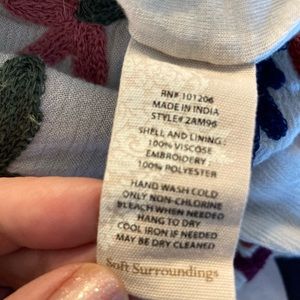 RN# 101206
MADE IN INDIA
STYLE# 2AM96
SHELL AND LINING :
100% VISCOSE
EMBROIDERY :
100% POLYESTER
HAND WASH COLD
ONLY NON-CHLORINE
BLEACH WHEN NEEDED
HANG TO DRY
COOL IRON IF NEEDED
MAY BE DRY CLEANED
Soft Surroundings